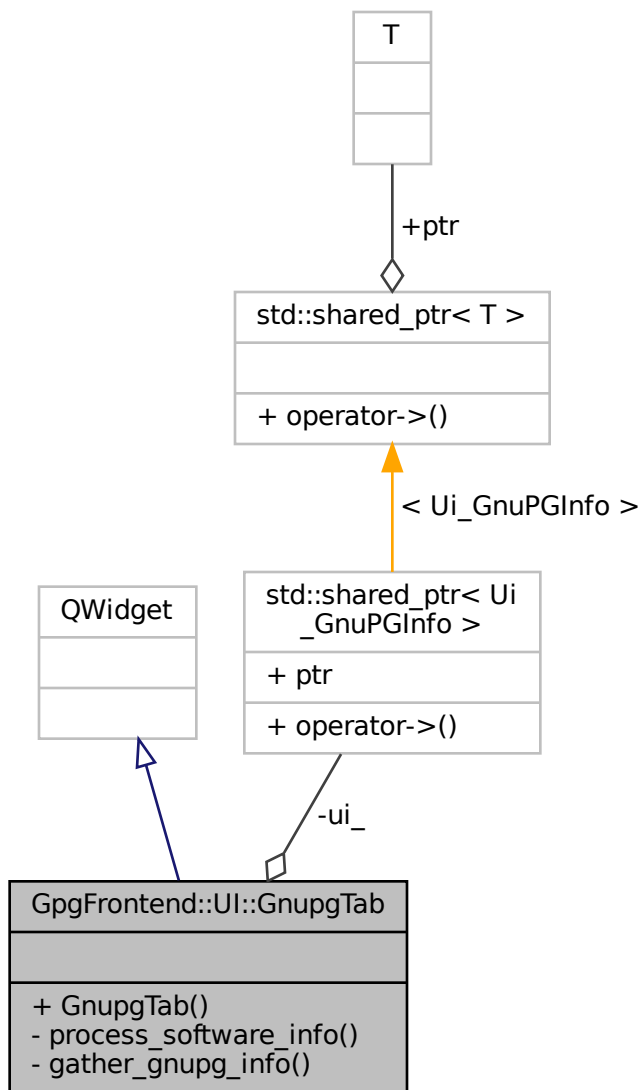 T
+ptr
std::shared_ptr< T >
+ operator->()
< Ui_GnuPGInfo >
std::shared_ptr< Ui
_GnuPGInfo >
+ ptr
+ operator->()
QWidget
-ui_
GpgFrontend::UI::GnupgTab
+ GnupgTab()
- process_software_info()
- gather_gnupg_info()